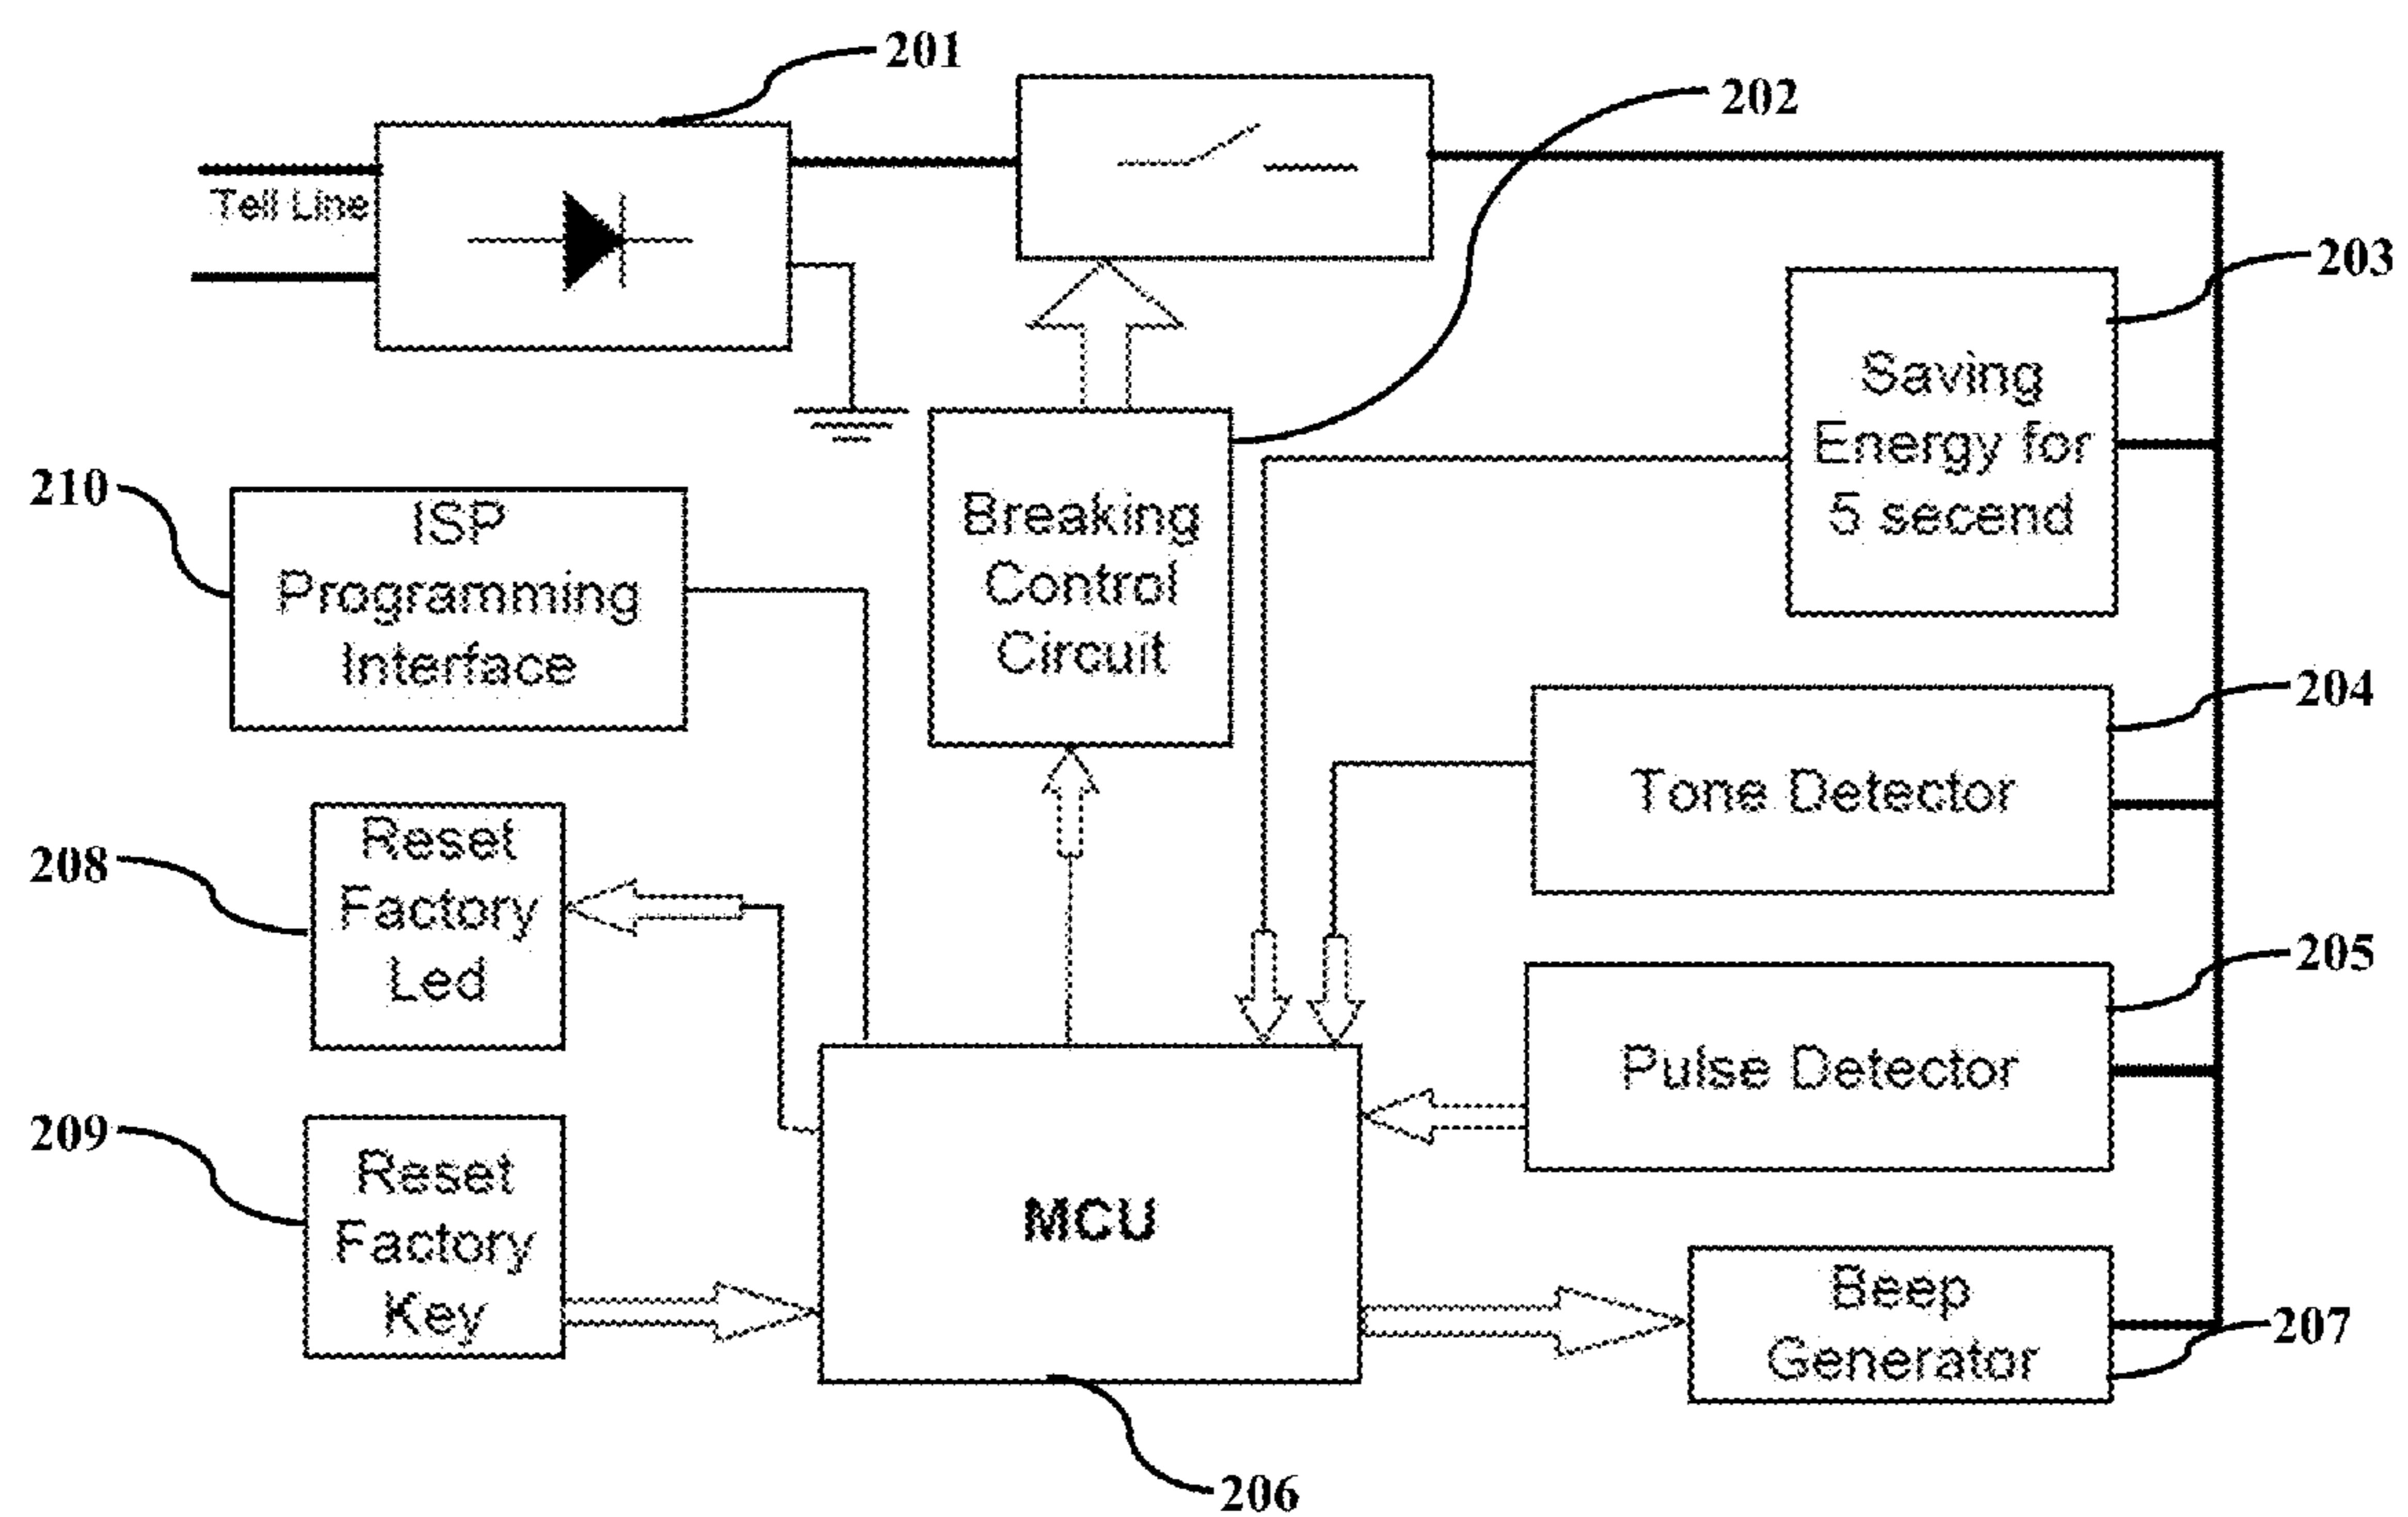 201
202
Tell Line
203
Saving
Energy for
5 secend
210
ISP
Programming
Interface
Breaking
Control
Circuit
204
Tone Detector
208
Reset
Factory
Led
205
Pulse Detector
209
Reset
Factory
Key
MCU
Beep
Generator
207
206